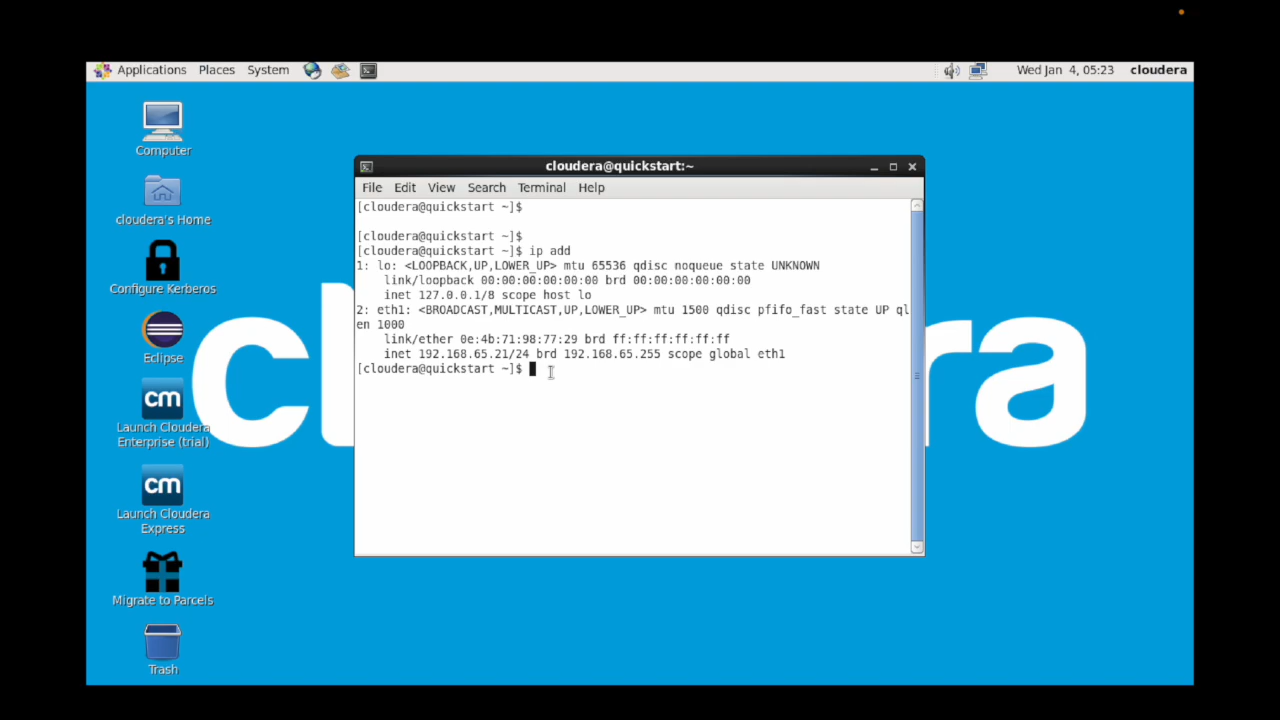 Applications Places System Wed Jan 4, 05:23 cloudera
Computer
cloudera's Home
Configure Kerberos
Eclipse
cm
Launch Cloudera
Enterprise (trial)
cm
Launch Cloudera
Express
Migrate to Parcels
Trash
cloudera@quickstart:~
File Edit View Search Terminal Help
[cloudera@quickstart ~]$
[cloudera@quickstart ~]$
[cloudera@quickstart ~]$ ip add
1: lo: <LOOPBACK,UP,LOWER_UP> mtu 65536 qdisc noqueue state UNKNOWN
link/loopback 00:00:00:00:00:00 brd 00:00:00:00:00:00
inet 127.0.0.1/8 scope host lo
2: eth1: <BROADCAST,MULTICAST,UP,LOWER_UP> mtu 1500 qdisc pfifo_fast state UP ql
en 1000
link/ether 0e:4b:71:98:77:29 brd ff:ff:ff:ff:ff:ff
inet 192.168.65.21/24 brd 192.168.65.255 scope global eth1
[cloudera@quickstart ~]$